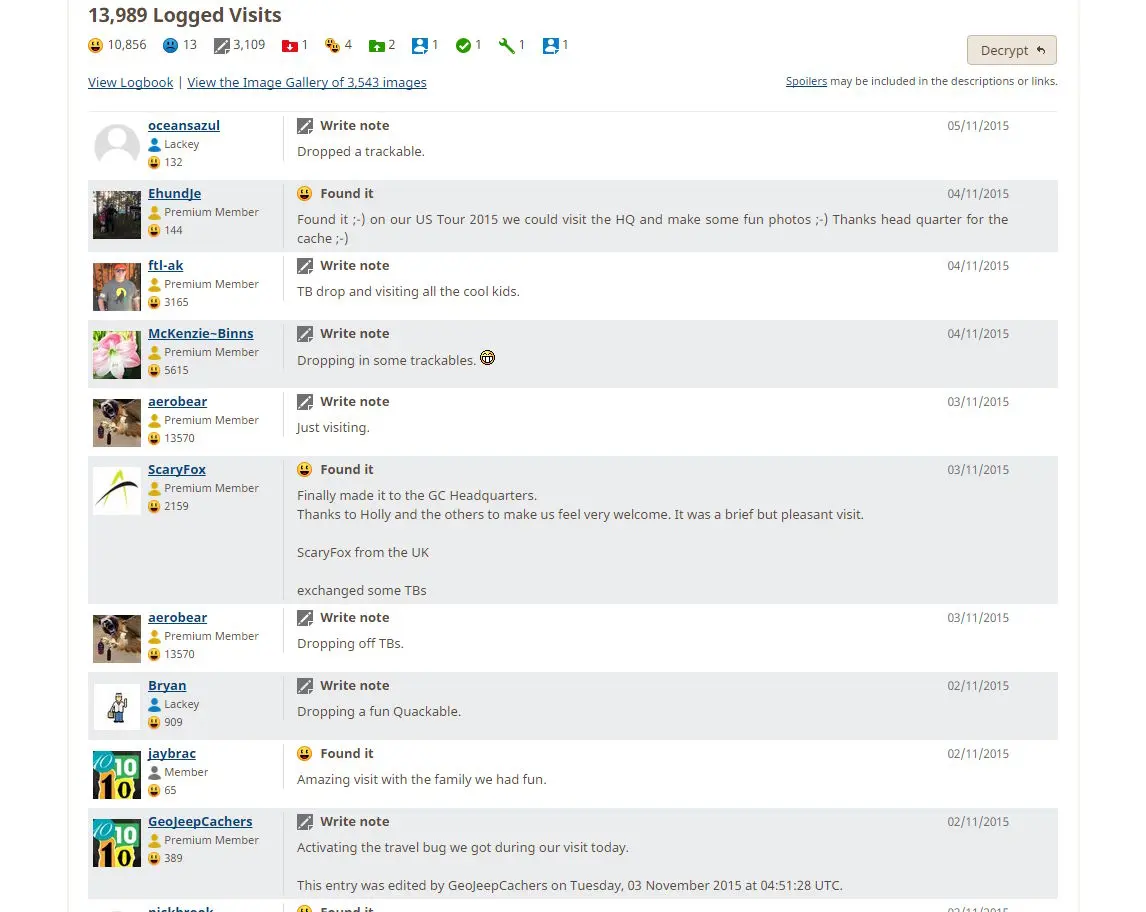 13,989 Logged Visits
10,856 13 3,109 1 4 2 1 1 1 1
Decrypt
View Logbook | View the Image Gallery of 3,543 images
Spoilers may be included in the descriptions or links.
oceansazul
Lackey
132
Write note
05/11/2015
Dropped a trackable.
EhundJe
Premium Member
144
Found it
04/11/2015
Found it ;-) on our US Tour 2015 we could visit the HQ and make some fun photos ;-) Thanks head quarter for the
cache ;-)
ftl-ak
Premium Member
3165
Write note
04/11/2015
TB drop and visiting all the cool kids.
McKenzie~Binns
Premium Member
5615
Write note
04/11/2015
Dropping in some trackables.
aerobear
Premium Member
13570
Write note
03/11/2015
Just visiting.
ScaryFox
Premium Member
2159
Found it
03/11/2015
Finally made it to the GC Headquarters.
Thanks to Holly and the others to make us feel very welcome. It was a brief but pleasant visit.
ScaryFox from the UK
exchanged some TBs
aerobear
Premium Member
13570
Write note
03/11/2015
Dropping off TBs.
Bryan
Lackey
909
Write note
02/11/2015
Dropping a fun Quackable.
jaybrac
Member
65
Found it
02/11/2015
Amazing visit with the family we had fun.
GeoJeepCachers
Premium Member
389
Write note
02/11/2015
Activating the travel bug we got during our visit today.
This entry was edited by GeoJeepCachers on Tuesday, 03 November 2015 at 04:51:28 UTC.
nickbrook
Found it
02/11/2015